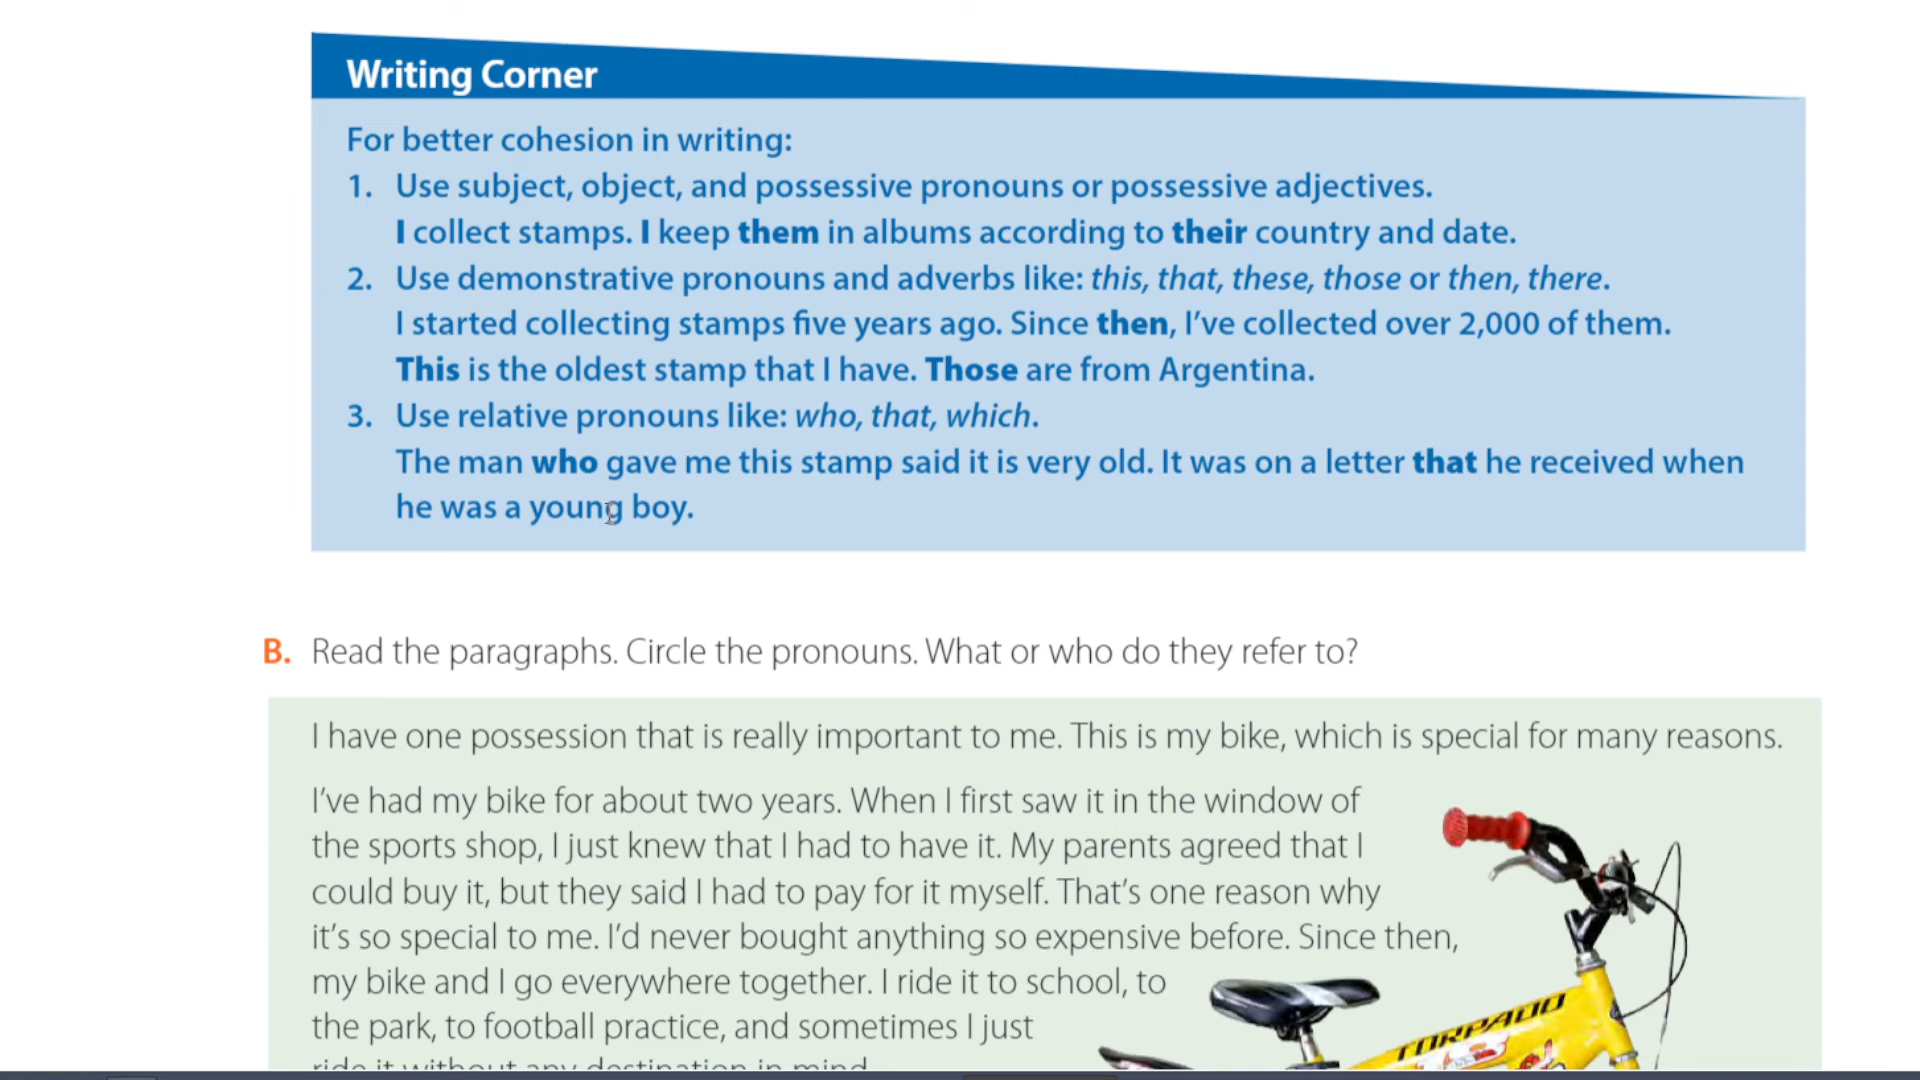 Writing Corner
For better cohesion in writing:
1. Use subject, object, and possessive pronouns or possessive adjectives.
I collect stamps. I keep them in albums according to their country and date.
2. Use demonstrative pronouns and adverbs like: this, that, these, those or then, there.
I started collecting stamps five years ago. Since then, I've collected over 2,000 of them.
This is the oldest stamp that I have. Those are from Argentina.
3. Use relative pronouns like: who, that, which.
The man who gave me this stamp said it is very old. It was on a letter that he received when
he was a young boy.
B. Read the paragraphs. Circle the pronouns. What or who do they refer to?
I have one possession that is really important to me. This is my bike, which is special for many reasons.
I've had my bike for about two years. When I first saw it in the window of
the sports shop, I just knew that I had to have it. My parents agreed that I
could buy it, but they said I had to pay for it myself. That's one reason why
it's so special to me. I'd never bought anything so expensive before. Since then,
my bike and I go everywhere together. I ride it to school, to
the park, to football practice, and sometimes I just
ride it without any destination in mind
TORPADO